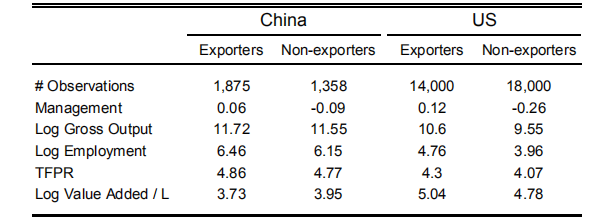 China US
Exporters Non-exporters Exporters Non-exporters
# Observations 1,875 1,358 14,000 18,000
Management 0.06 -0.09 0.12 -0.26
Log Gross Output 11.72 11.55 10.6 9.55
Log Employment 6.46 6.15 4.76 3.96
TFPR 4.86 4.77 4.3 4.07
Log Value Added / L 3.73 3.95 5.04 4.78